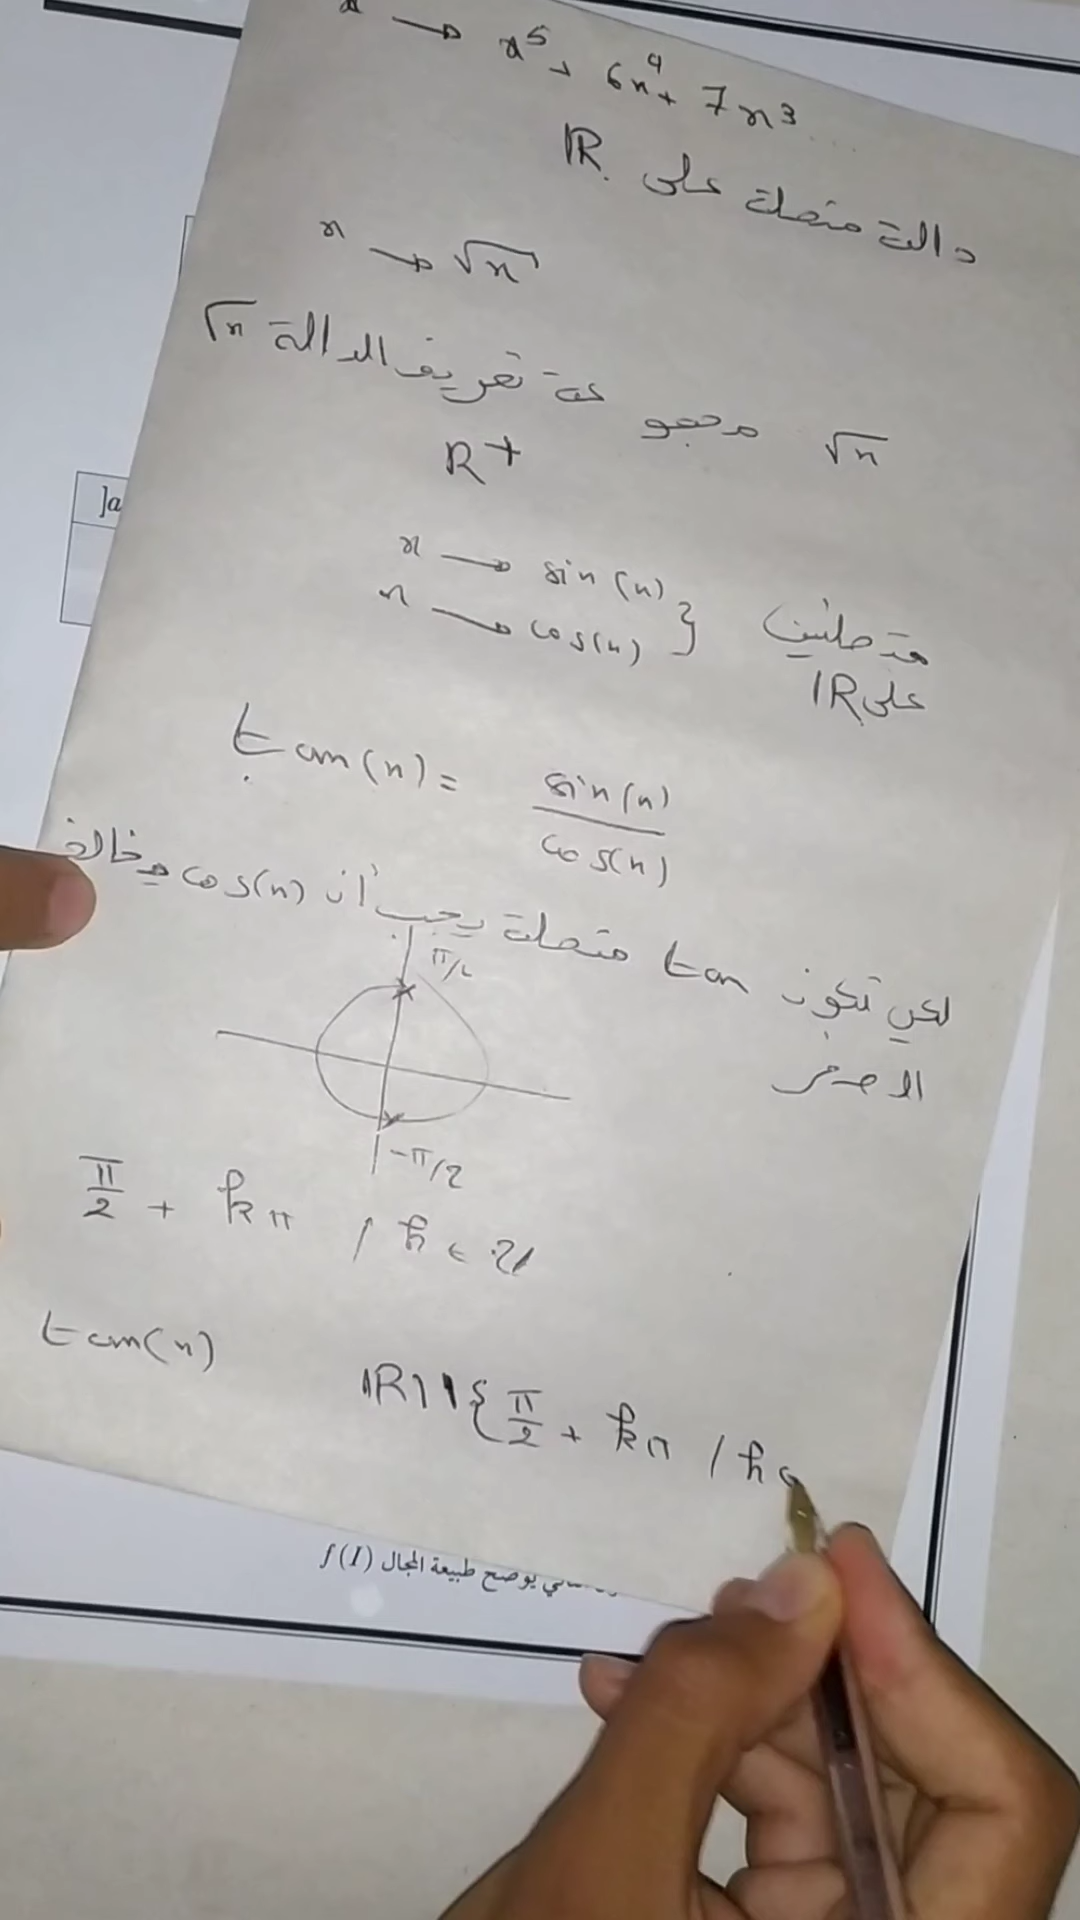 x → x⁵ + 6x⁴ + 7x³ ...
دالة متصلة على ℝ
x → √x
√x مجموعة تعريف الدالة √x
R⁺
x → sin(x)
x → cos(x) }
متصلتين
على ℝ
tan(x) = sin(x)/cos(x)
لكي تكون tan متصلة يجب أن cos(x) يخالف
الصفر
π/2
-π/2
π/2 + kπ / k ∈ ℤ
tan(x) ℝ \ { π/2 + kπ / k
]a
يوضح طبيعة المجال f(I)